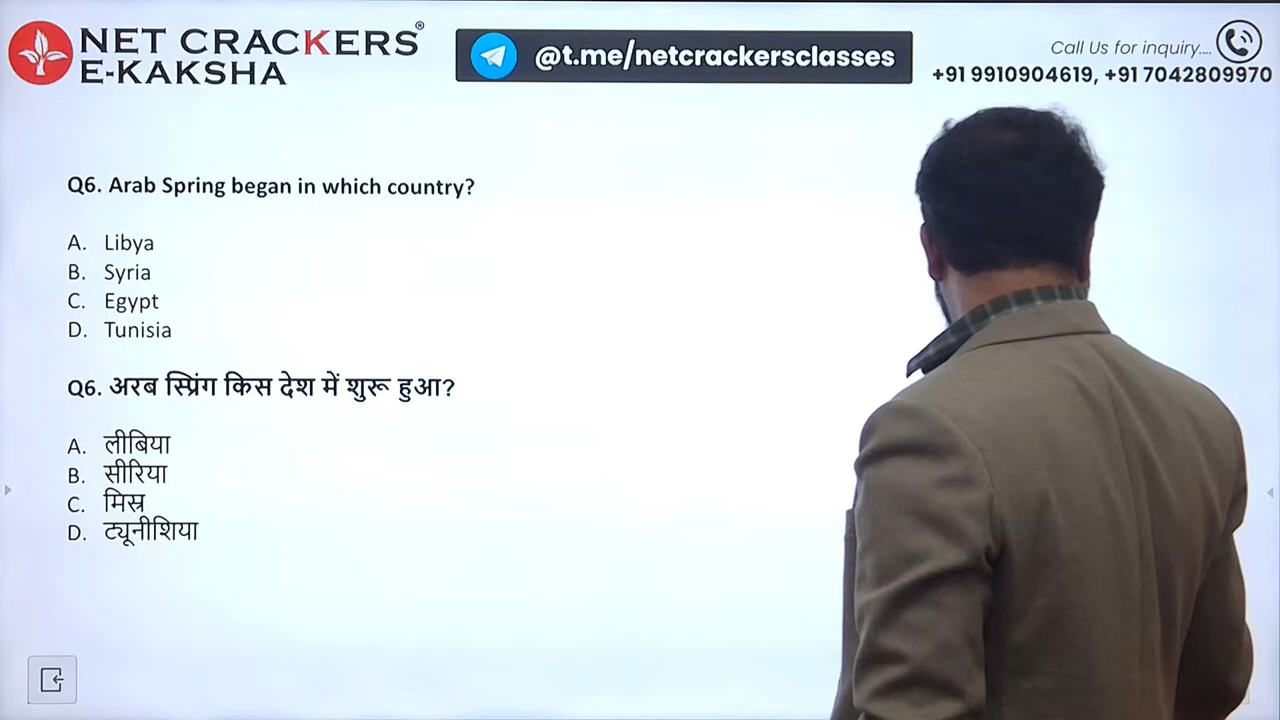 NET CRACKERS®
E-KAKSHA
@t.me/netcrackersclasses
Call Us for inquiry....
+91 9910904619, +91 7042809970
Q6. Arab Spring began in which country?
A. Libya
B. Syria
C. Egypt
D. Tunisia
Q6. अरब स्प्रिंग किस देश में शुरू हुआ?
A. लीबिया
B. सीरिया
C. मिस्र
D. ट्यूनीशिया